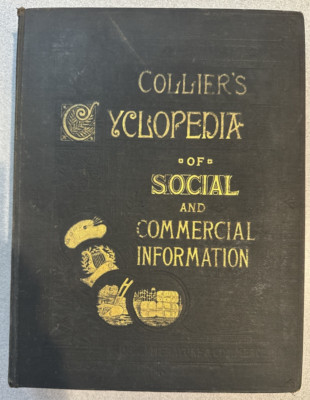 COLLIER'S
CYCLOPEDIA
OF
SOCIAL
AND
COMMERCIAL
INFORMATION